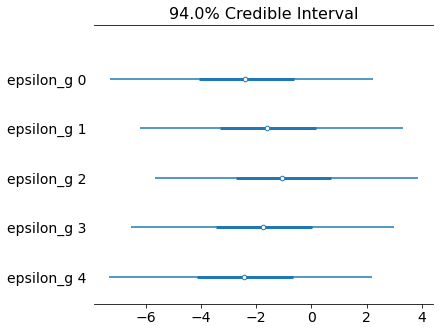 94.0% Credible Interval
epsilon_g 0
epsilon_g 1
epsilon_g 2
epsilon_g 3
epsilon_g 4
−6 −4 −2 0 2 4